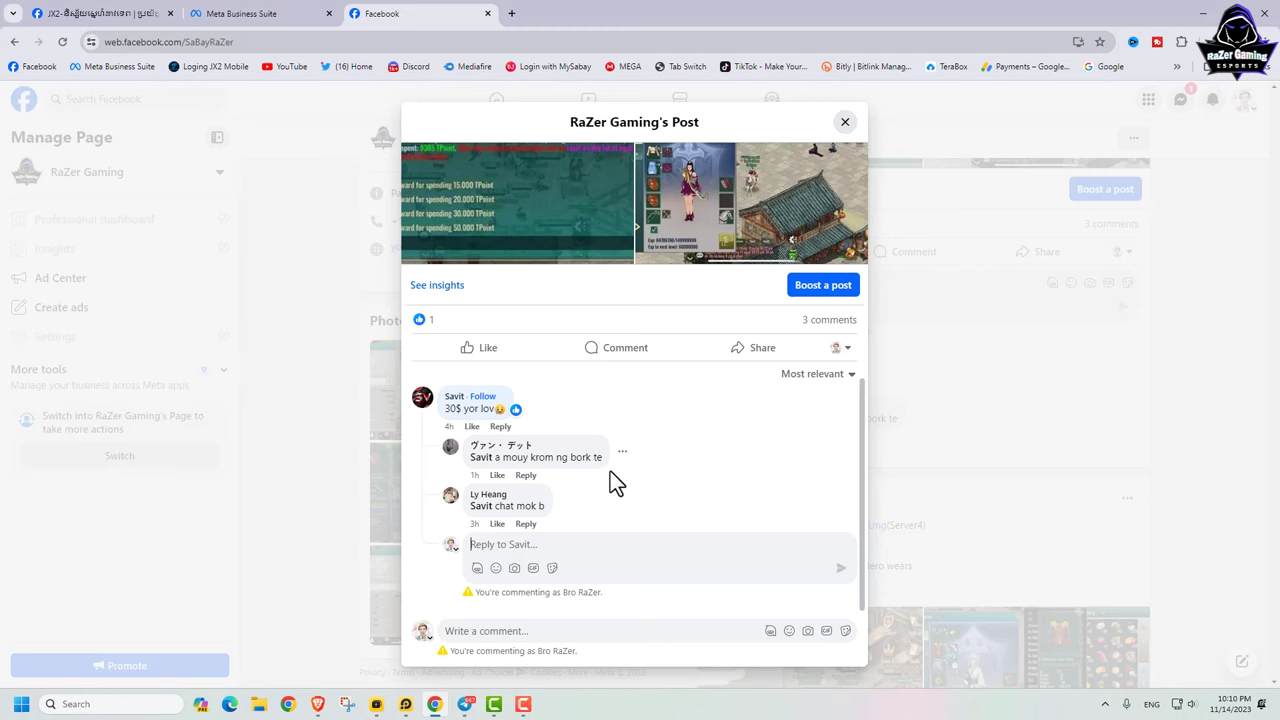 JX2-
Meta Business Suite
Facebook
web.facebook.com/SaBayRaZer
Facebook
Meta Business Suite
Loging JX2 Mobile
YouTube
(16) Home
Discord
Mediafire
MySabay
MEGA
Tab Switch
TikTok - Make You...
Bitly | Link Managem...
TeraBox
Payments – Google...
Google
RaZer Gaming
ESPORTS
Search Facebook
Manage Page
RaZer Gaming
Professional dashboard
Insights
Ad Center
Create ads
Settings
More tools
9
Manage your business across Meta apps
Switch into RaZer Gaming's Page to
take more actions
Switch
Promote
RaZer Gaming's Post
ward for spending 15.000 TPoint
ward for spending 20.000 TPoint
ward for spending 30.000 TPoint
ward for spending 50.000 TPoint
See insights
Boost a post
1
3 comments
Like
Comment
Share
Most relevant
Savit · Follow
30$ yor lov
4h Like Reply
ヴァン・ デット
Savit a mouy krom ng bork te
1h Like Reply
Ly Heang
Savit chat mok b
3h Like Reply
Reply to Savit...
You're commenting as Bro RaZer.
Write a comment...
You're commenting as Bro RaZer.
Boost a post
3 comments
Comment
Share
Search
ENG
10:10 PM
11/14/2023